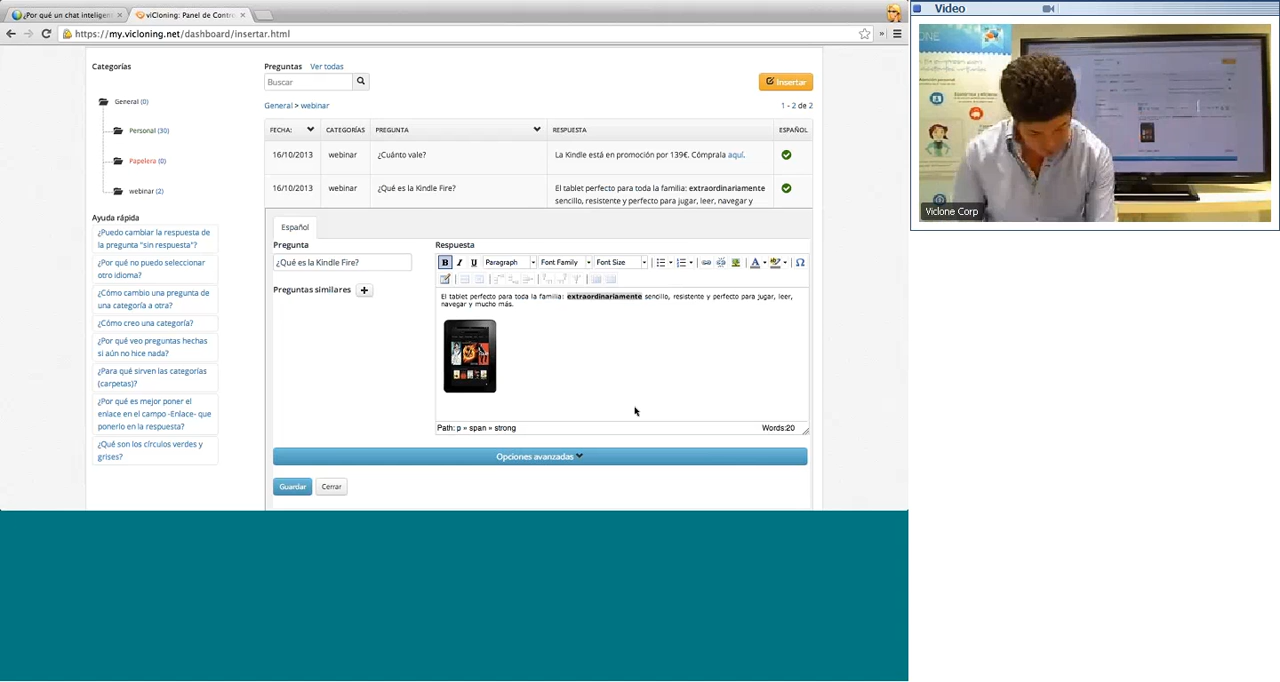 ¿Por qué un chat inteligen
viCloning: Panel de Contr
https://my.vicloning.net/dashboard/insertar.html
Video
Categorías
General (0)
Personal (30)
Papelera (0)
webinar (2)
Ayuda rápida
¿Puedo cambiar la respuesta de
la pregunta "sin respuesta"?
¿Por qué no puedo seleccionar
otro idioma?
¿Cómo cambio una pregunta de
una categoría a otra?
¿Cómo creo una categoría?
¿Por qué veo preguntas hechas
si aún no hice nada?
¿Para qué sirven las categorías
(carpetas)?
¿Por qué es mejor poner el
enlace en el campo -Enlace- que
ponerlo en la respuesta?
¿Qué son los círculos verdes y
grises?
Preguntas Ver todas
Buscar
Insertar
General > webinar
1 - 2 de 2
FECHA: CATEGORÍAS PREGUNTA RESPUESTA ESPAÑOL
16/10/2013 webinar ¿Cuánto vale? La Kindle está en promoción por 139€. Cómprala aquí.
16/10/2013 webinar ¿Qué es la Kindle Fire? El tablet perfecto para toda la familia: extraordinariamente
sencillo, resistente y perfecto para jugar, leer, navegar y
Español
Pregunta
¿Qué es la Kindle Fire?
Preguntas similares
Respuesta
B I U Paragraph Font Family Font Size
El tablet perfecto para toda la familia: extraordinariamente sencillo, resistente y perfecto para jugar, leer,
navegar y mucho más.
Path: p » span » strong
Words:20
Opciones avanzadas
Guardar Cerrar
Viclone Corp